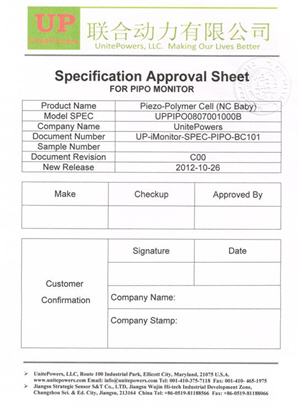 UP
UnitePowers
联合动力有限公司
UnitePowers, LLC. Making Our Lives Better
Specification Approval Sheet
FOR PIPO MONITOR
Product Name Piezo-Polymer Cell (NC Baby)
Model SPEC UPPIPO0807001000B
Company Name UnitePowers
Document Number UP-iMonitor-SPEC-PIPO-BC101
Sample Number
Document Revision C00
New Release 2012-10-26
Make Checkup Approved By
Signature Date
Customer
Confirmation
Company Name:
Company Stamp:
➢ UnitePowers, LLC, Route 100 Industrial Park, Ellicott City, Maryland, 21075 U.S.A.
www.unitepowers.com Email: info@unitepowers.com Tel: 001-410-375-7118 Fax: 001-410- 465-1975
➢ Jiangsu Strategic Sensor S&T Co., LTD, Jiangsu Wujin Hi-tech Industrial Development Zone,
Changzhou Sci. & Ed. City, Jiangsu, 213164 China Tel: +86-0519-81188566 Fax: +86-0519-81188066